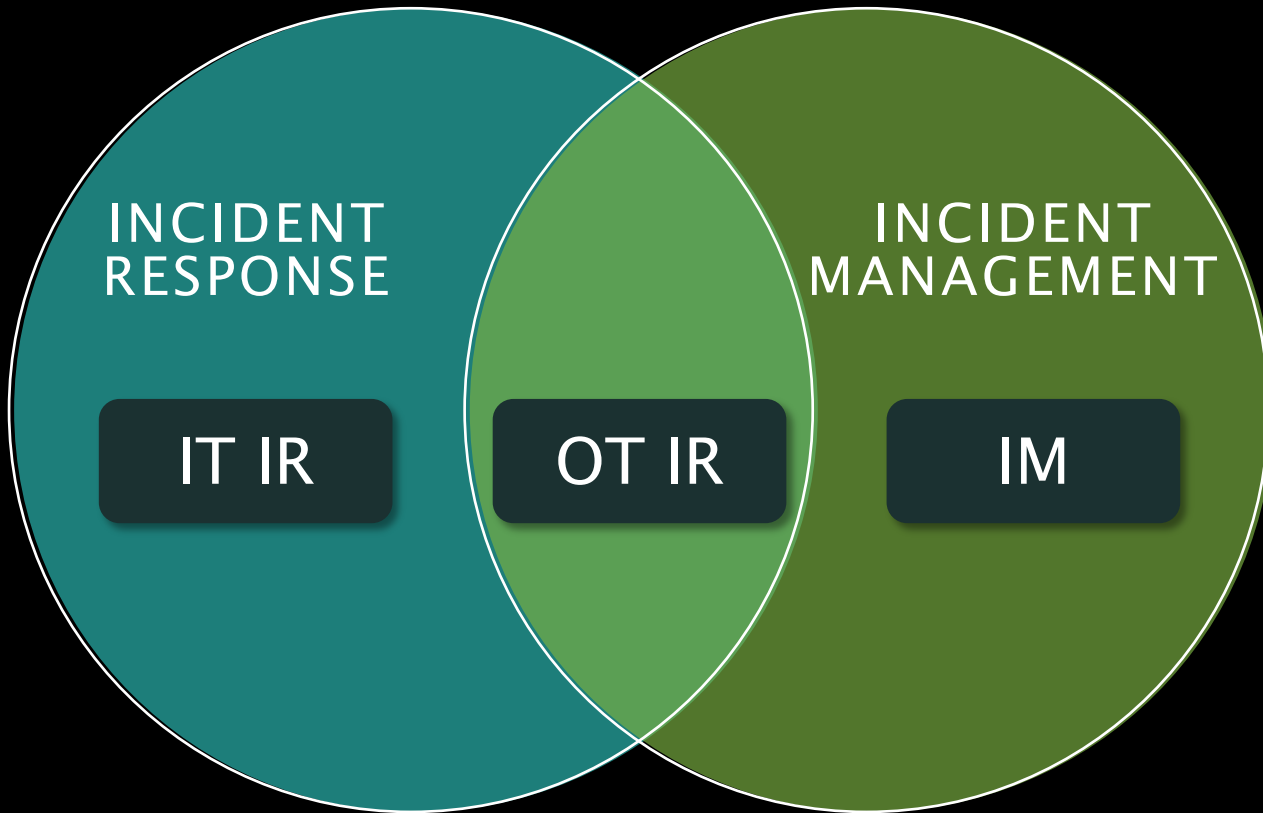 INCIDENT
RESPONSE
INCIDENT
MANAGEMENT
IT IR
OT IR
IM